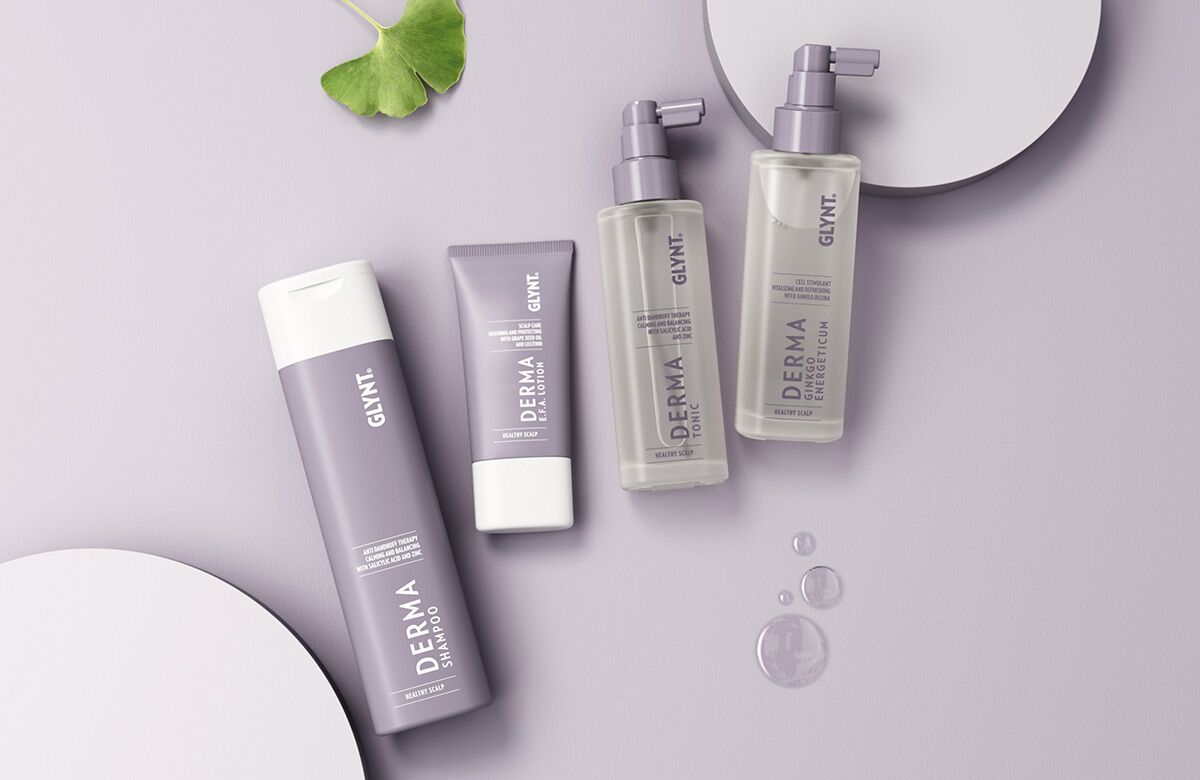 GLYNT.®
ANTI DANDRUFF THERAPY
CALMING AND BALANCING
WITH SALICYLIC ACID AND ZINC
DERMA
SHAMPOO
HEALTHY SCALP
GLYNT.®
SCALP CARE
SOOTHING AND PROTECTING
WITH GRAPE SEED OIL
AND LECITHIN
DERMA
E.F.A. LOTION
HEALTHY SCALP
GLYNT.®
ANTI DANDRUFF THERAPY
CALMING AND BALANCING
WITH SALICYLIC ACID
AND ZINC
DERMA
TONIC
HEALTHY SCALP
GLYNT.®
CELL STIMULANT
VITALIZING AND REFRESHING
WITH GINKGO BILOBA
DERMA
GINKGO
ENERGETICUM
HEALTHY SCALP